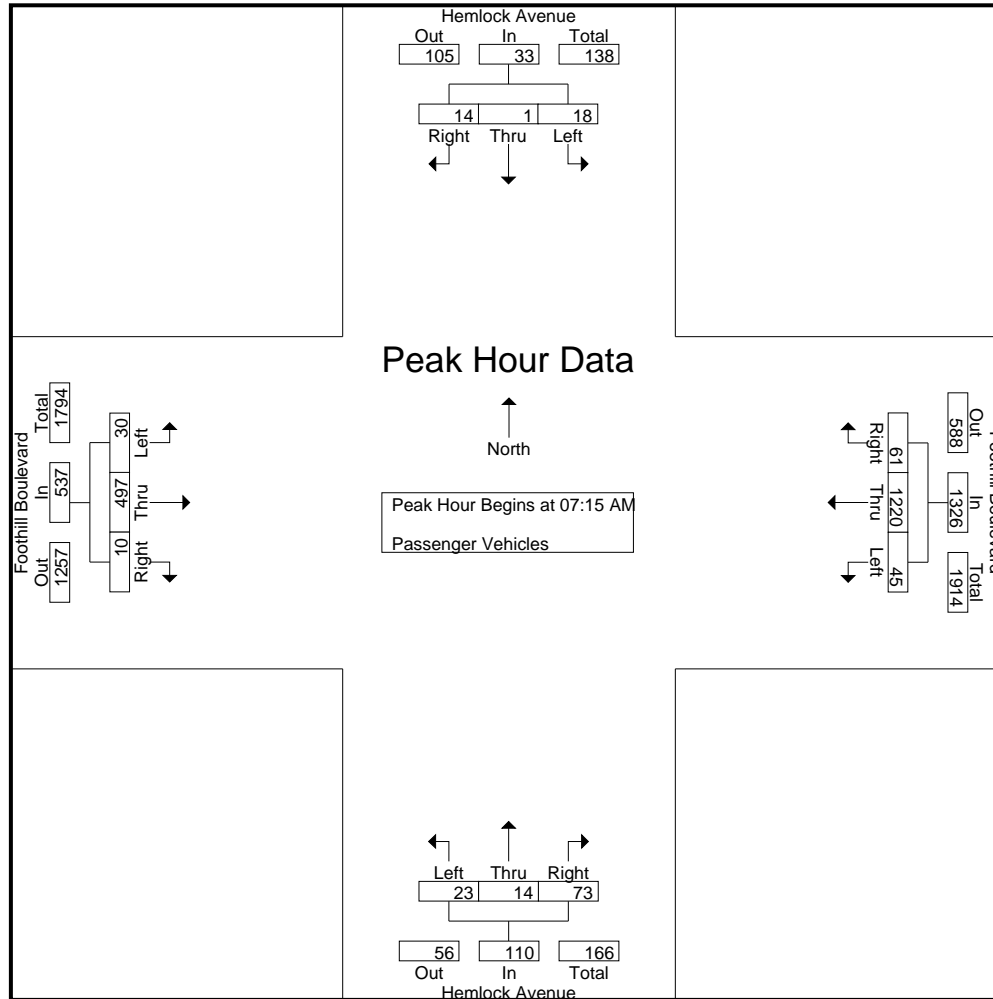 Hemlock Avenue
Out In Total
105 33 138
14 1 18
Right Thru Left
Peak Hour Data
North
Peak Hour Begins at 07:15 AM
Passenger Vehicles
Foothill Boulevard
Out In Total
1257 537 1794
10 497 30
Right Thru Left
Out In Total
588 1326 1914
61 1220 45
Right Thru Left
Left Thru Right
23 14 73
56 110 166
Out In Total
Hemlock Avenue